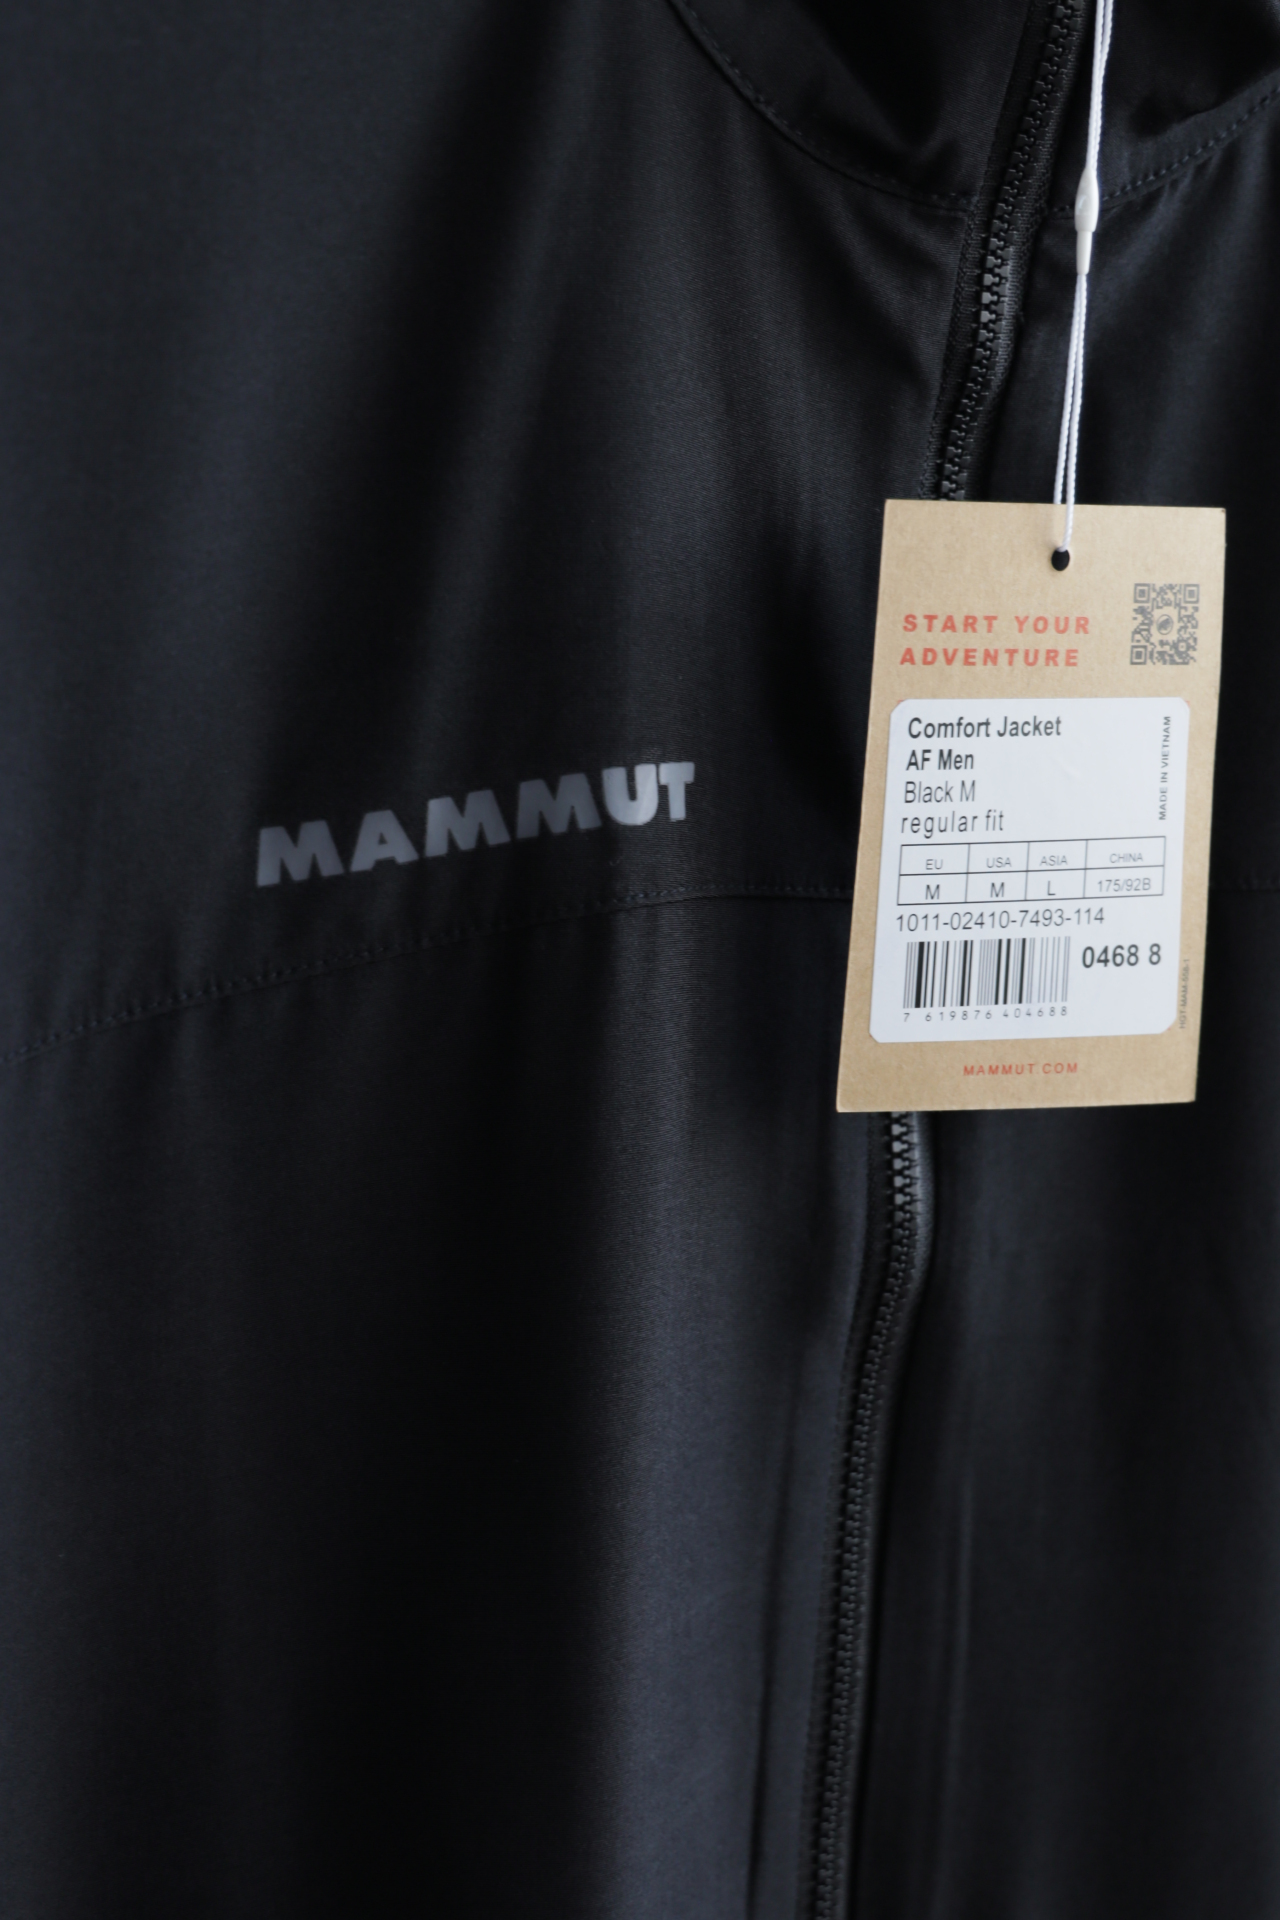 MAMMUT
START YOUR
ADVENTURE
Comfort Jacket
AF Men
Black M
regular fit
MADE IN VIETNAM
EU USA ASIA CHINA
M M L 175/92B
1011-02410-7493-114
0468 8
7 619876 404688
MAMMUT.COM